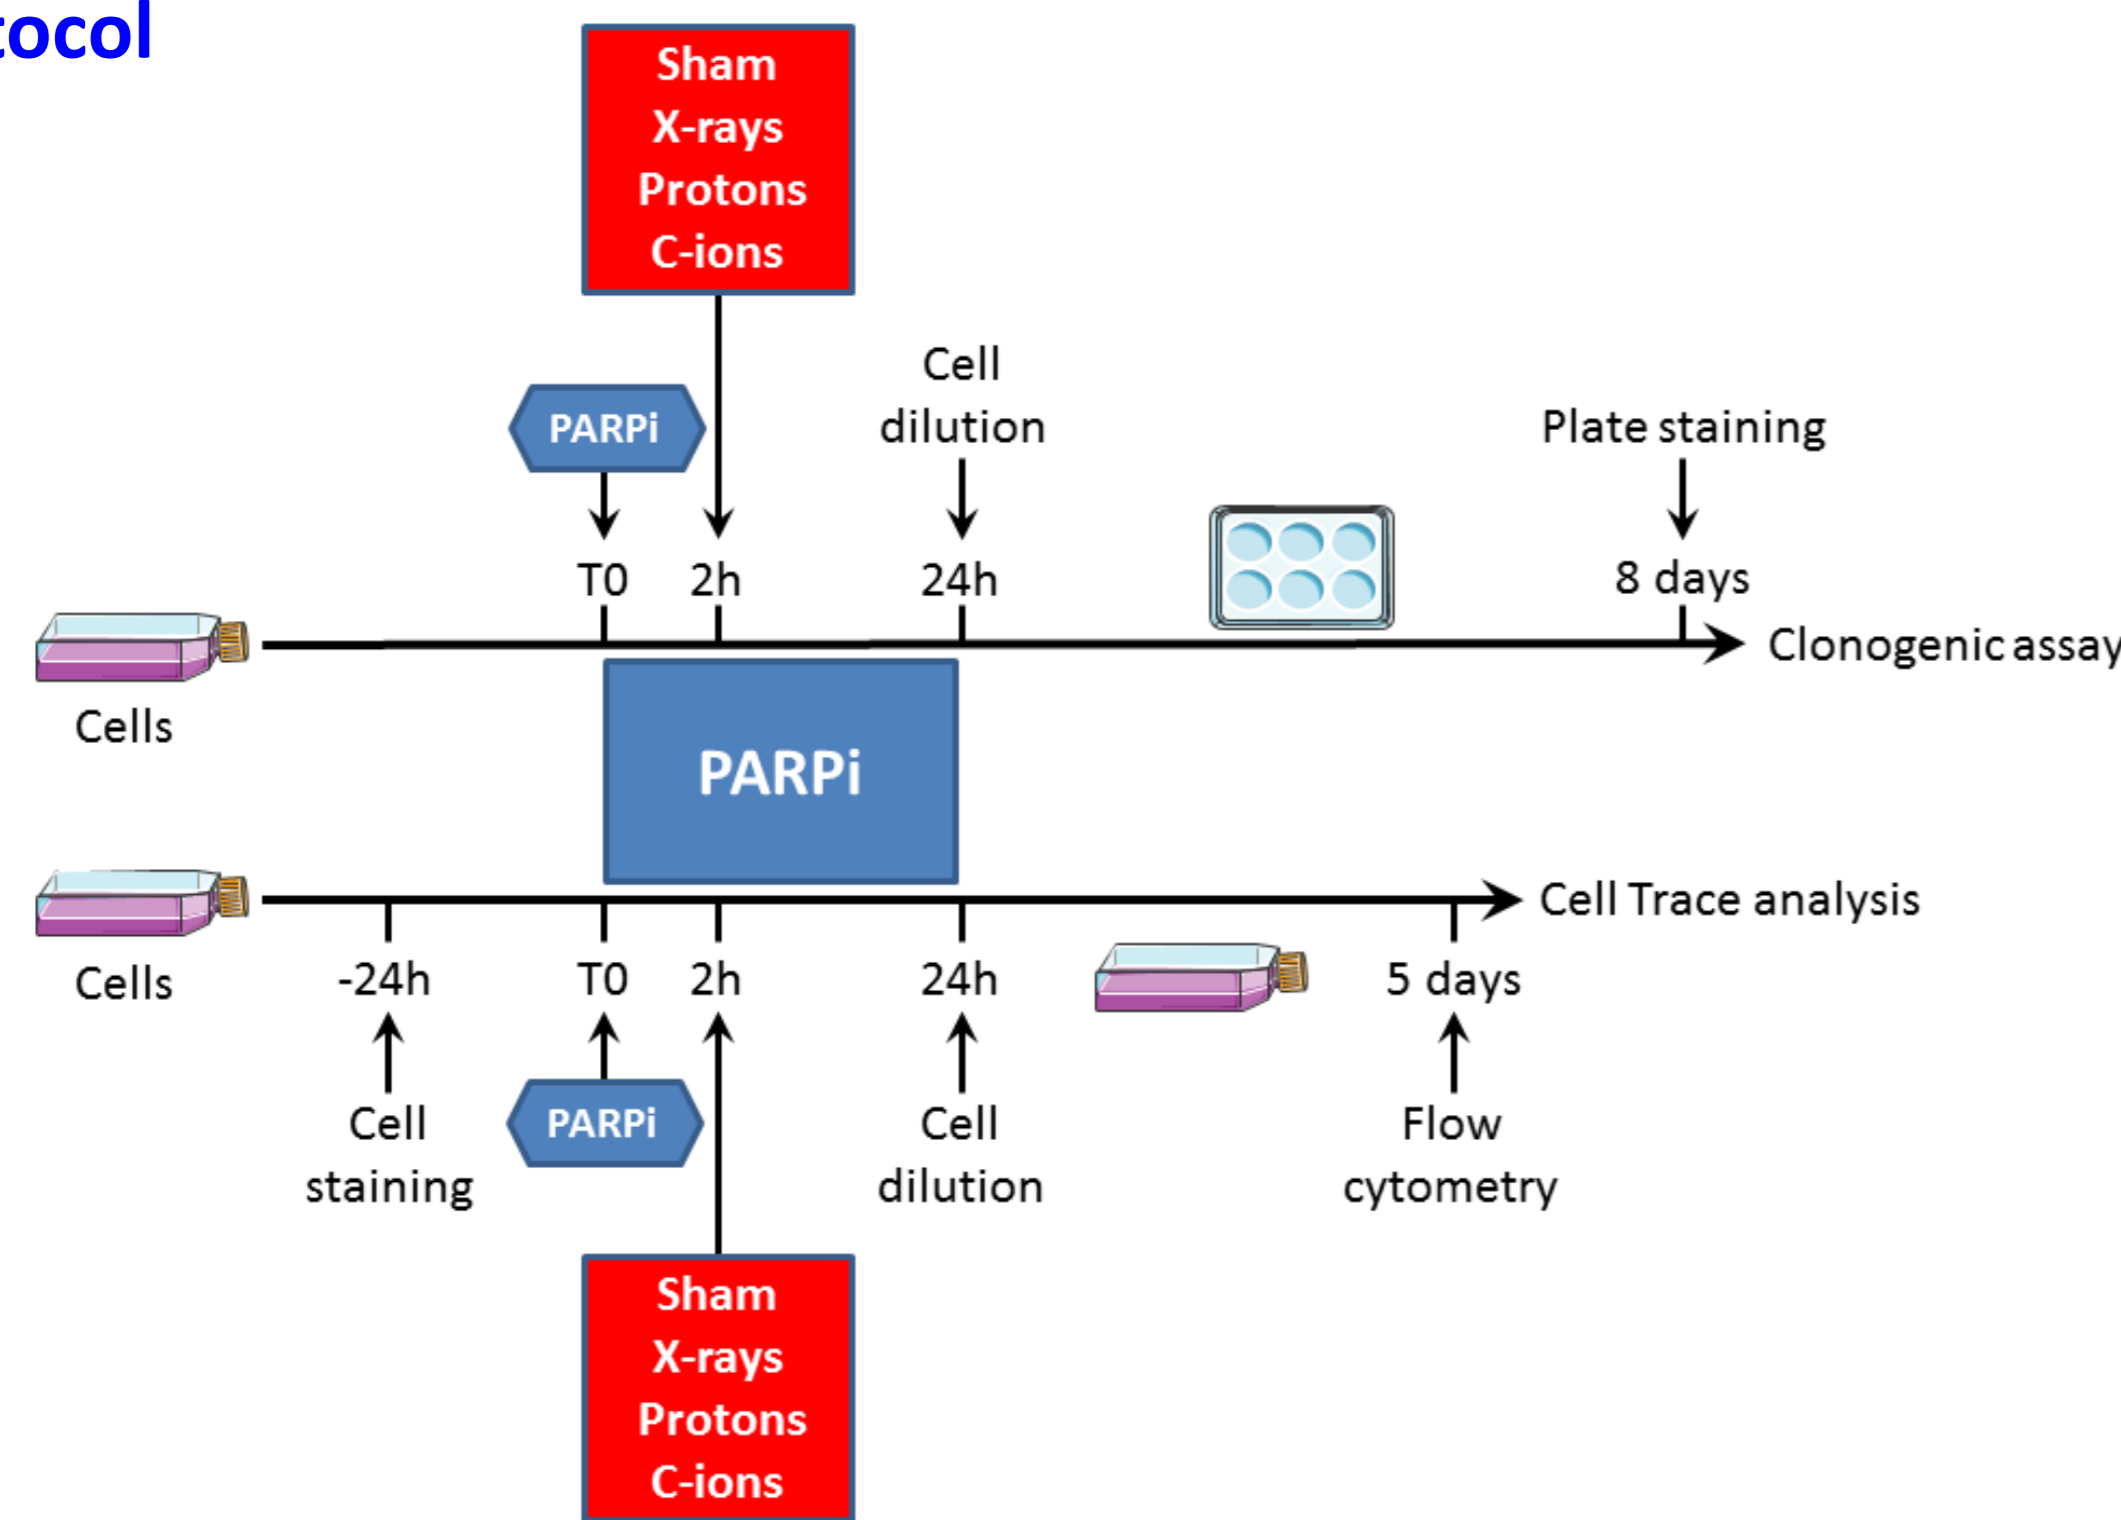 tocol
Sham
X-rays
Protons
C-ions
PARPi
Cell
dilution
Plate staining
T0
2h
24h
8 days
Clonogenic assay
Cells
PARPi
Cell Trace analysis
Cells
-24h
T0
2h
24h
5 days
Cell
staining
PARPi
Cell
dilution
Flow
cytometry
Sham
X-rays
Protons
C-ions